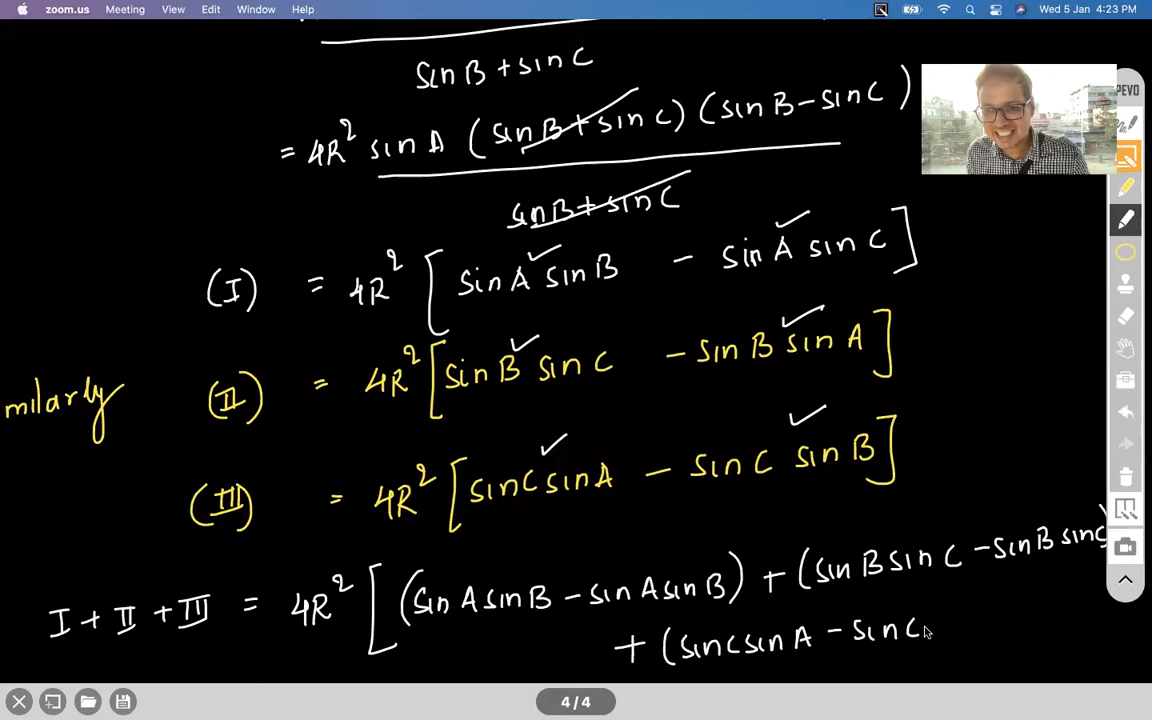 zoom.us Meeting View Edit Window Help Wed 5 Jan 4:23 PM
sinB + sinC
= 4R² sinA (sinB + sinC) (sinB - sinC)
sinB + sinC
PEVO
(I) = 4R² [sinA sinB - sinA sinC]
milarly (II) = 4R² [sinB sinC - sinB sinA]
(III) = 4R² [sinC sinA - sinC sinB]
I + II + III = 4R² [(sinA sinB - sinA sinB) + (sinB sinC - sinB sinC)
+ (sinC sinA - sinC
4/4